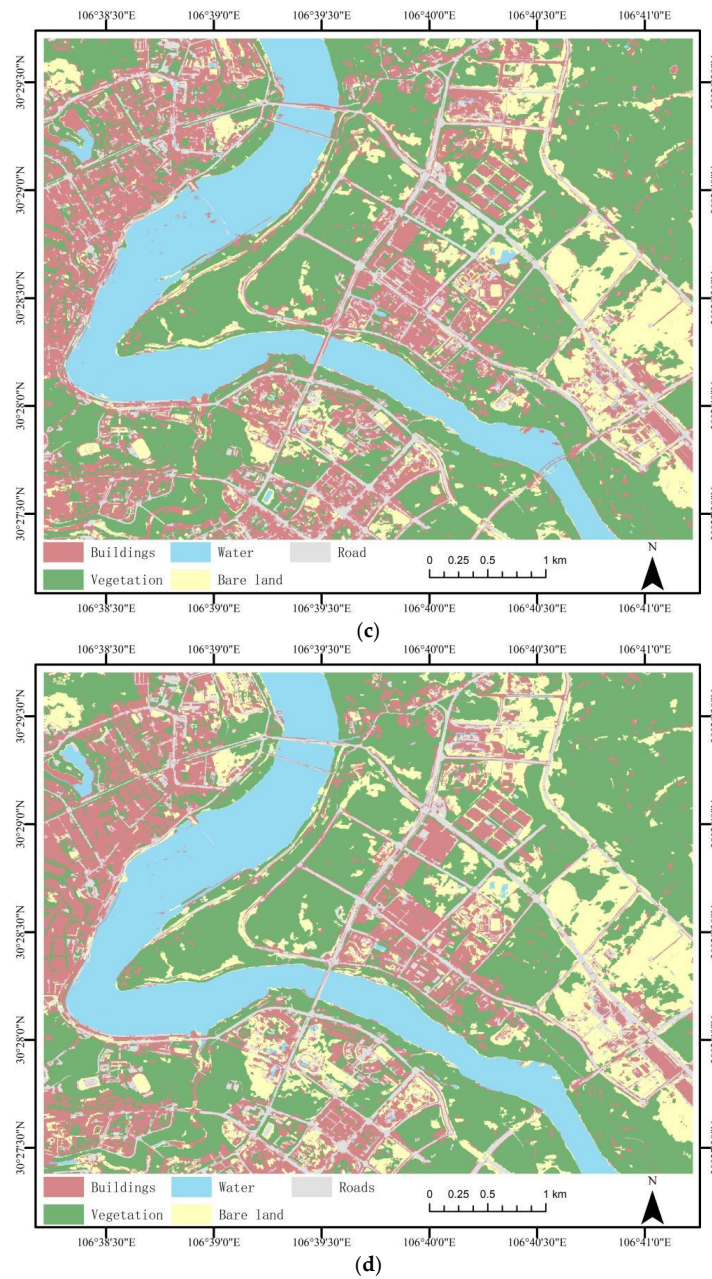 106°38'30"E 106°39'0"E 106°39'30"E 106°40'0"E 106°40'30"E 106°41'0"E
30°29'30"N
30°29'0"N
30°28'30"N
30°28'0"N
30°27'30"N
Buildings Water Road
Vegetation Bare land
0 0.25 0.5 1 km
N
106°38'30"E 106°39'0"E 106°39'30"E 106°40'0"E 106°40'30"E 106°41'0"E
(c)
106°38'30"E 106°39'0"E 106°39'30"E 106°40'0"E 106°40'30"E 106°41'0"E
30°29'30"N
30°29'0"N
30°28'30"N
30°28'0"N
30°27'30"N
Buildings Water Roads
Vegetation Bare land
0 0.25 0.5 1 km
N
106°38'30"E 106°39'0"E 106°39'30"E 106°40'0"E 106°40'30"E 106°41'0"E
(d)